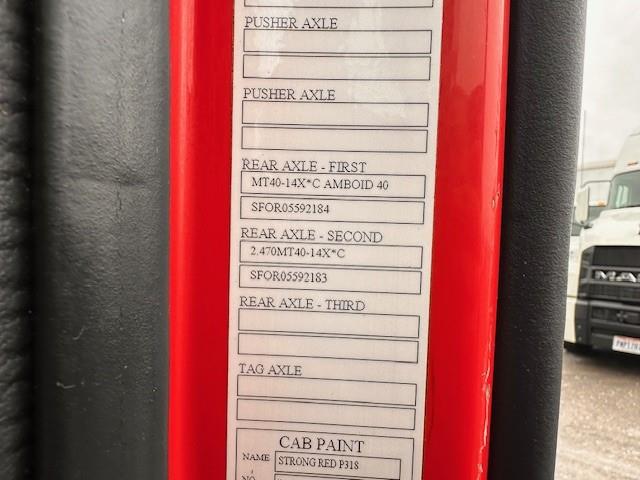 PUSHER AXLE
PUSHER AXLE
REAR AXLE - FIRST
MT40-14X*C AMBOID 40
SFOR05592184
REAR AXLE - SECOND
2.470MT40-14X*C
SFOR05592183
REAR AXLE - THIRD
TAG AXLE
CAB PAINT
NAME STRONG RED P318
NO